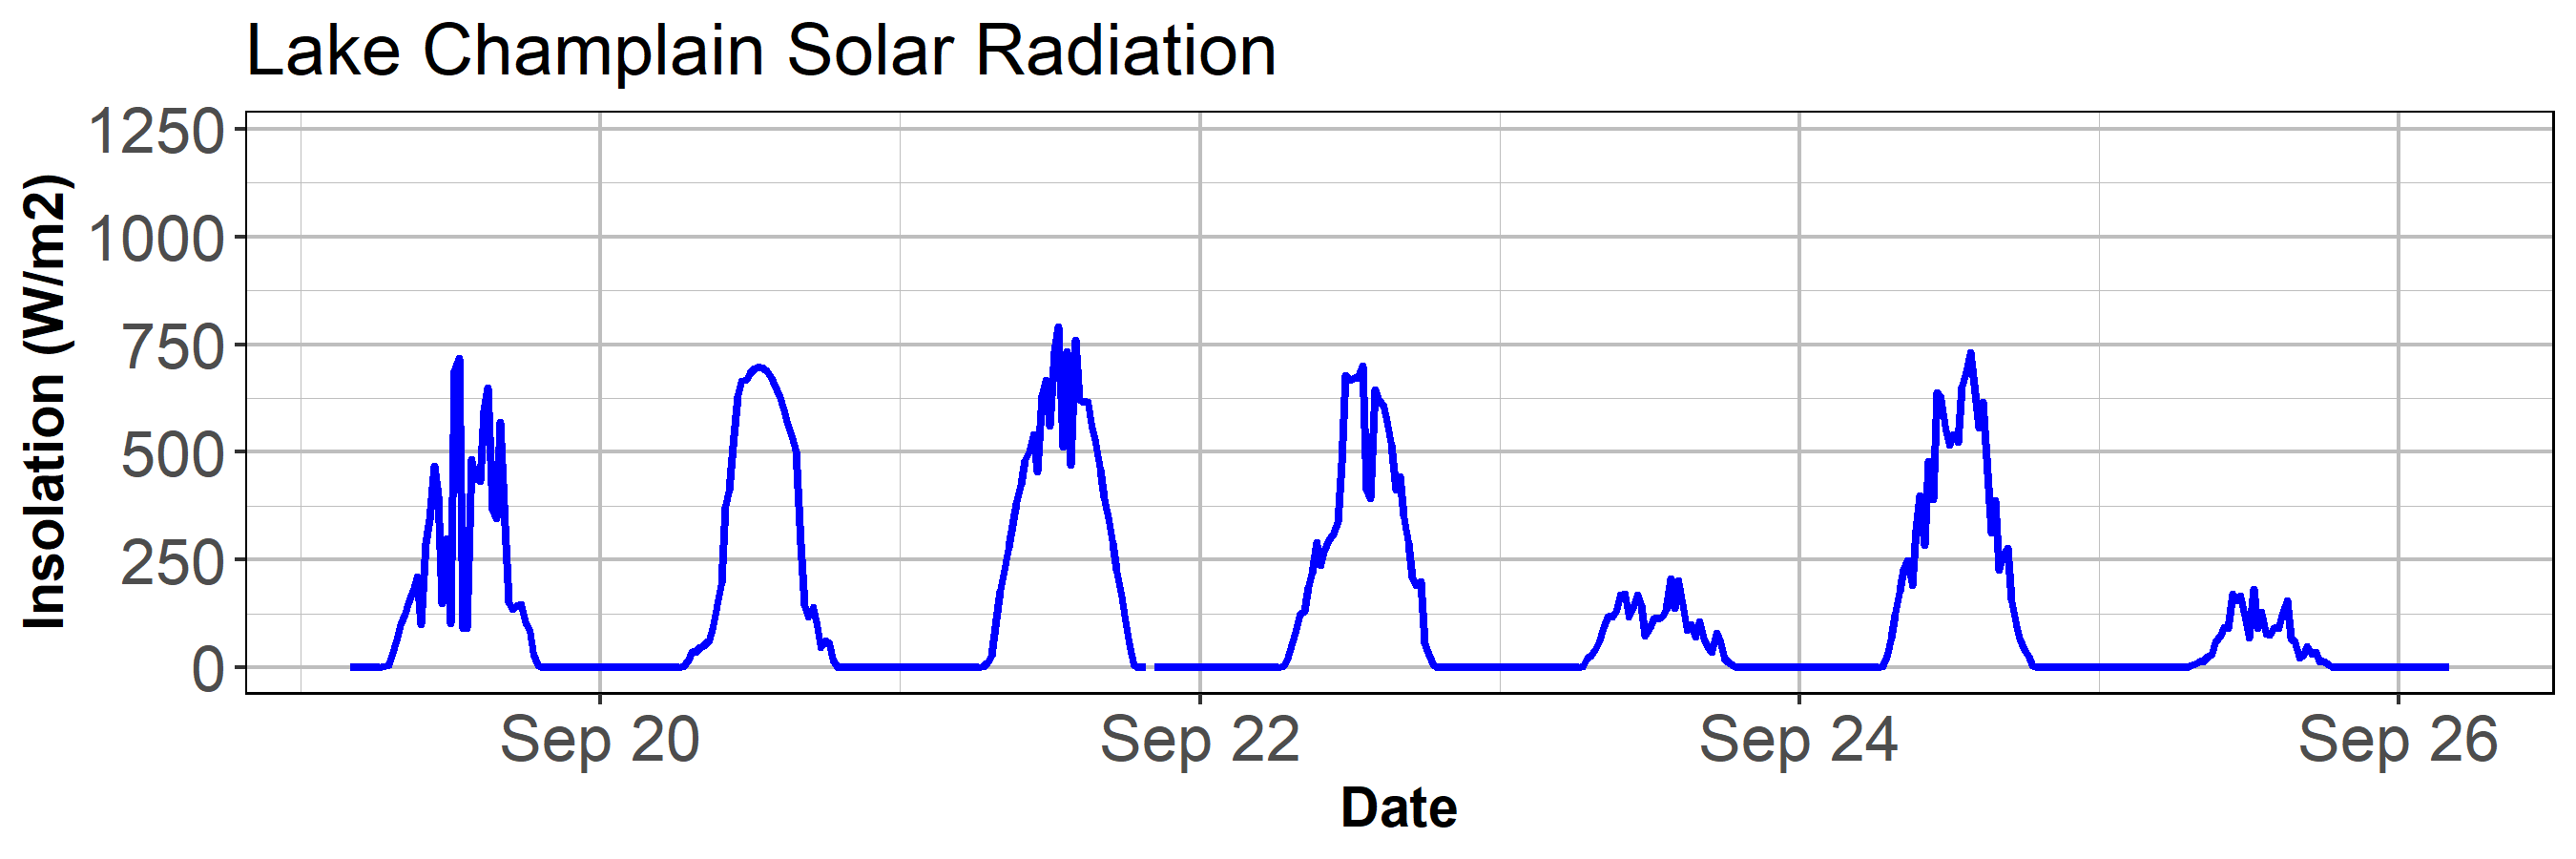 Lake Champlain Solar Radiation
Insolation (W/m2)
1250
1000
750
500
250
0
Sep 20
Sep 22
Sep 24
Sep 26
Date